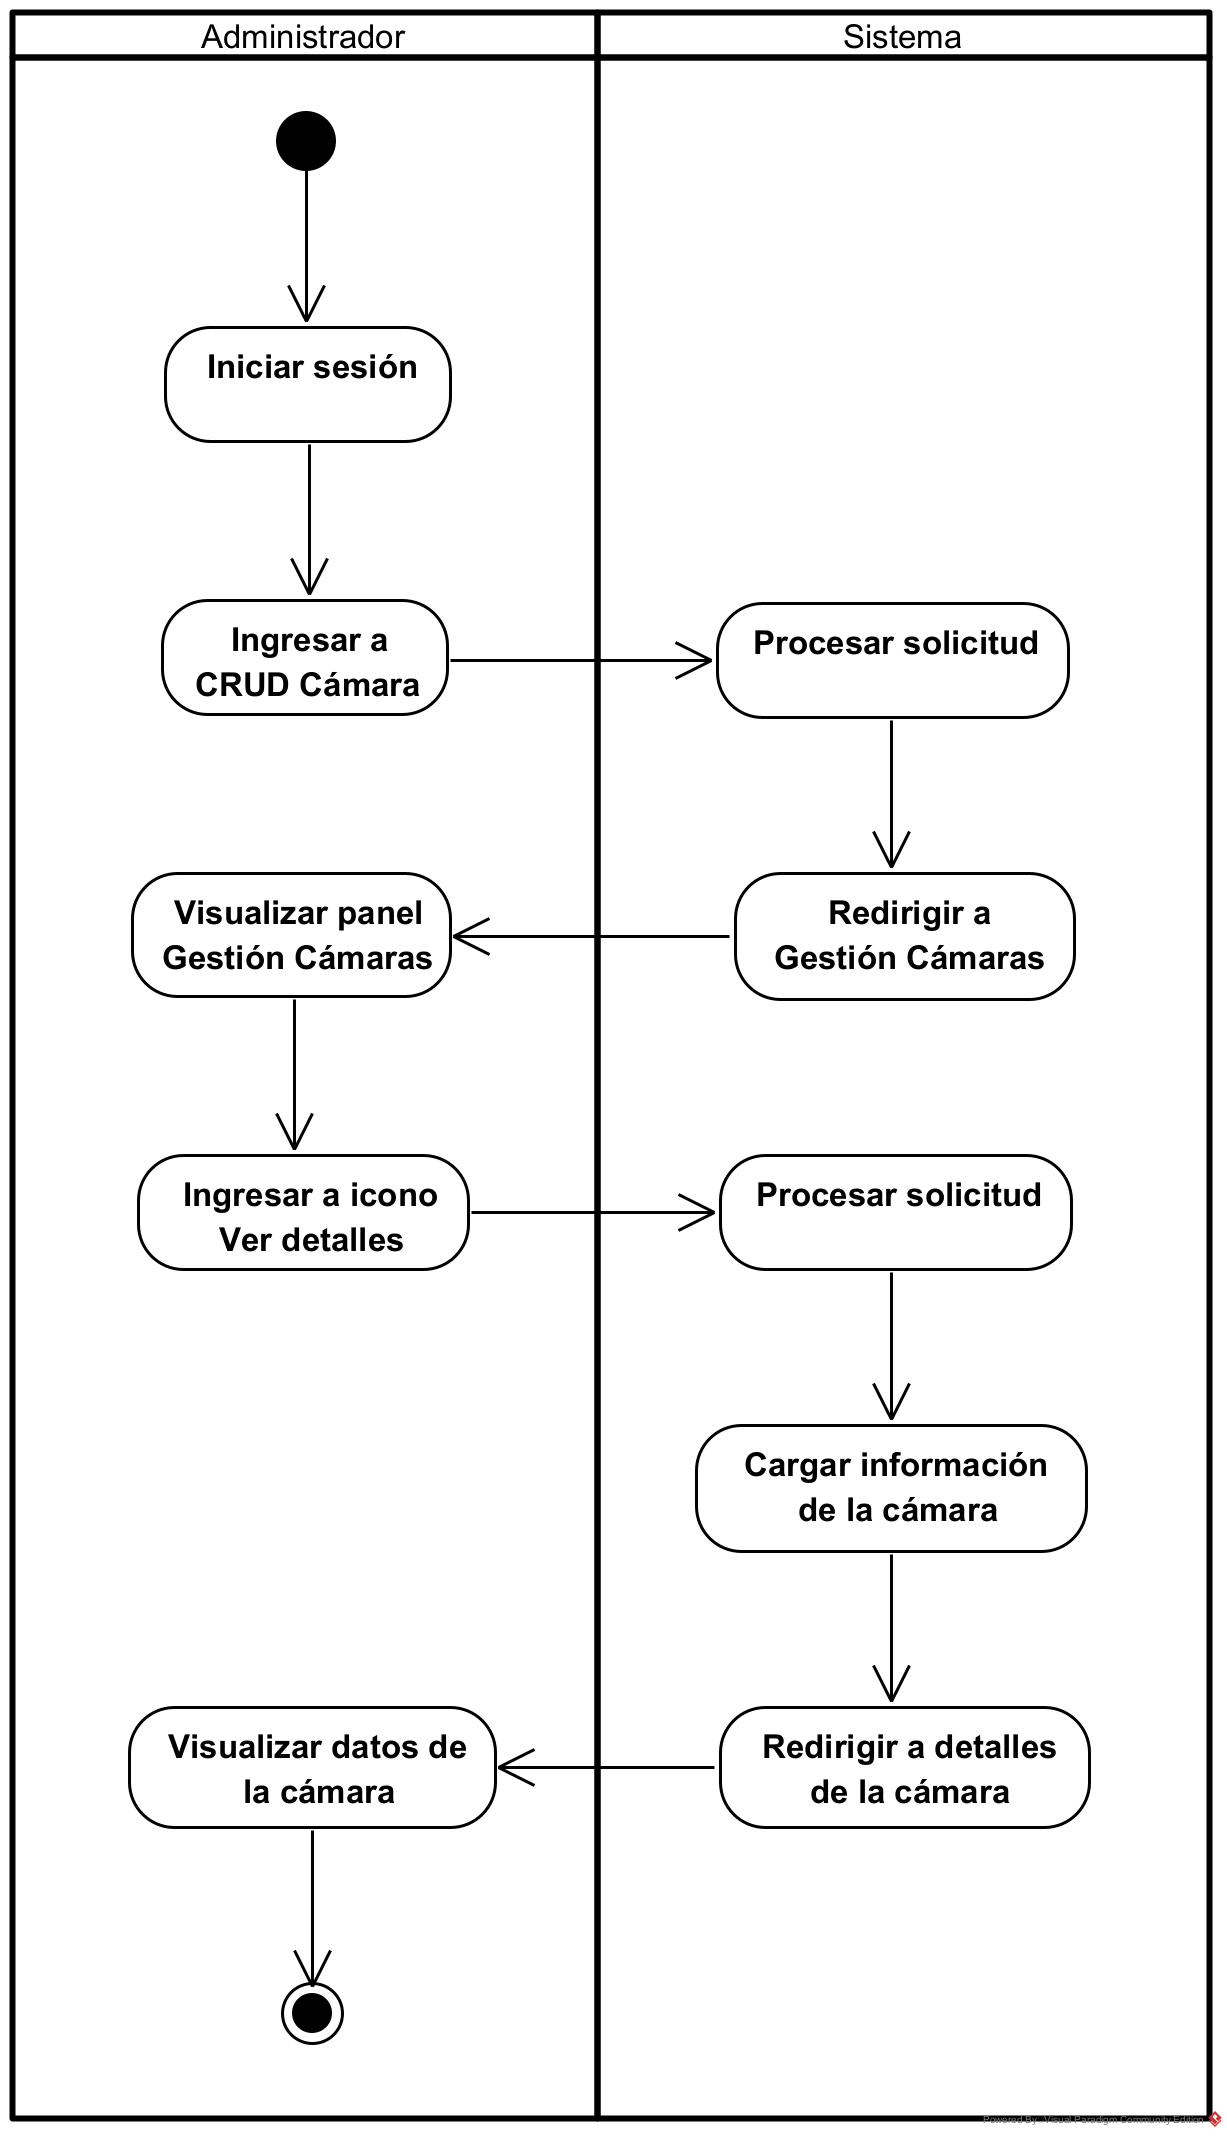 Administrador
Sistema
Iniciar sesión
Ingresar a
CRUD Cámara
Procesar solicitud
Visualizar panel
Gestión Cámaras
Redirigir a
Gestión Cámaras
Ingresar a icono
Ver detalles
Procesar solicitud
Cargar información
de la cámara
Visualizar datos de
la cámara
Redirigir a detalles
de la cámara
Powered By: Visual Paradigm Community Edition